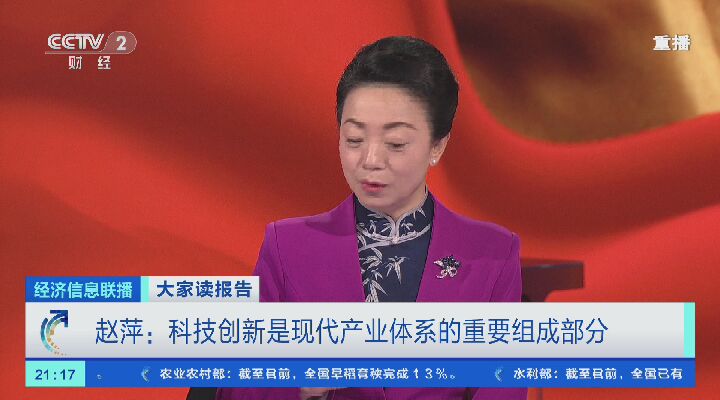 CCTV 2
财经
重播
经济信息联播
大家读报告
赵萍：科技创新是现代产业体系的重要组成部分
21:17
农业农村部：截至目前，全国早稻育秧完成13%。
水利部：截至目前，全国已有